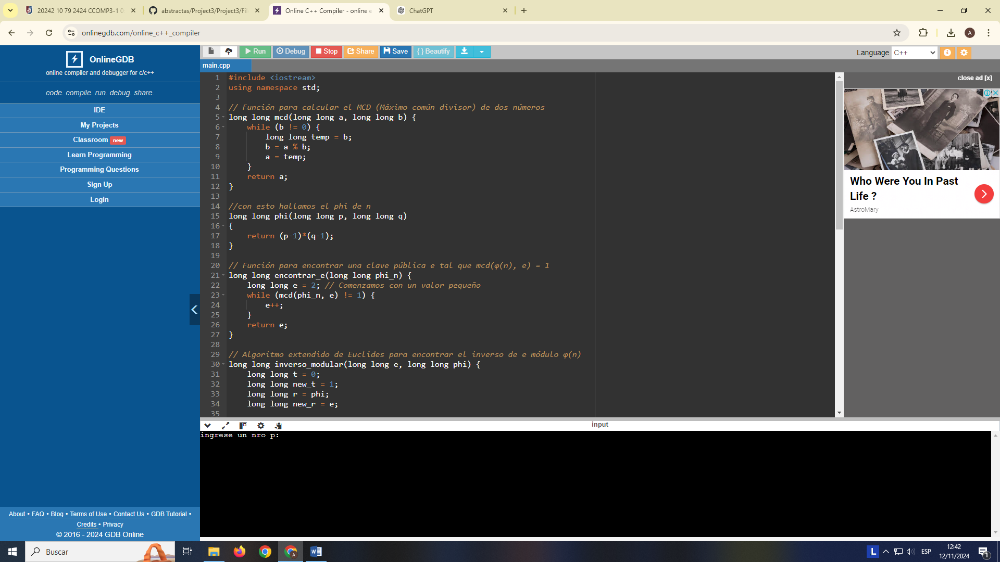 20242 10 79 2424 CCOMP3-1 0
abstractas/Project3/Project3/Fil
Online C++ Compiler - online e
ChatGPT
onlinegdb.com/online_c++_compiler
A
OnlineGDB
online compiler and debugger for c/c++
code. compile. run. debug. share.
IDE
My Projects
Classroom new
Learn Programming
Programming Questions
Sign Up
Login
About • FAQ • Blog • Terms of Use • Contact Us • GDB Tutorial •
Credits • Privacy
© 2016 - 2024 GDB Online
Run
Debug
Stop
Share
Save
{ } Beautify
Language C++
main.cpp
1 #include <iostream>
2 using namespace std;
3
4 // Función para calcular el MCD (Máximo común divisor) de dos números
5 long long mcd(long long a, long long b) {
6     while (b != 0) {
7         long long temp = b;
8         b = a % b;
9         a = temp;
10     }
11     return a;
12 }
13
14 //con esto hallamos el phi de n
15 long long phi(long long p, long long q)
16 {
17     return (p-1)*(q-1);
18 }
19
20 // Función para encontrar una clave pública e tal que mcd(φ(n), e) = 1
21 long long encontrar_e(long long phi_n) {
22     long long e = 2; // Comenzamos con un valor pequeño
23     while (mcd(phi_n, e) != 1) {
24         e++;
25     }
26     return e;
27 }
28
29 // Algoritmo extendido de Euclides para encontrar el inverso de e módulo φ(n)
30 long long inverso_modular(long long e, long long phi) {
31     long long t = 0;
32     long long new_t = 1;
33     long long r = phi;
34     long long new_r = e;
35
close ad [x]
Who Were You In Past
Life ?
AstroMary
input
ingrese un nro p:
Buscar
A
L
ESP
12:42
12/11/2024
1